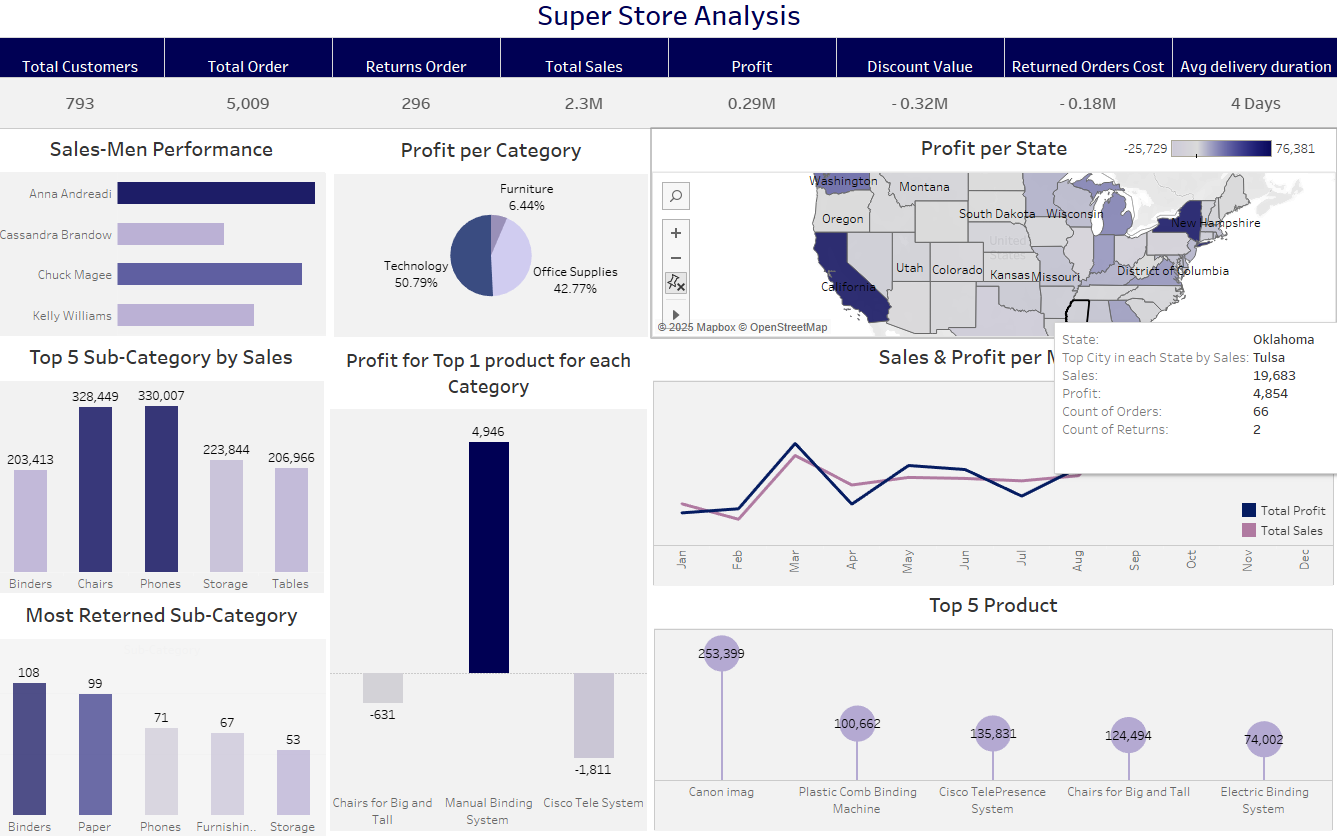 Super Store Analysis
Total Customers
Total Order
Returns Order
Total Sales
Profit
Discount Value
Returned Orders Cost
Avg delivery duration
793
5,009
296
2.3M
0.29M
- 0.32M
- 0.18M
4 Days
Sales-Men Performance
Anna Andreadi
Cassandra Brandow
Chuck Magee
Kelly Williams
Profit per Category
Furniture
6.44%
Technology
50.79%
Office Supplies
42.77%
Profit per State
-25,729
76,381
Washington
Montana
Oregon
South Dakota
Wisconsin
New Hampshire
United
States
Utah
Colorado
Kansas
Missouri
District of Columbia
California
© 2025 Mapbox © OpenStreetMap
State: Oklahoma
Top City in each State by Sales: Tulsa
Sales: 19,683
Profit: 4,854
Count of Orders: 66
Count of Returns: 2
Top 5 Sub-Category by Sales
203,413
328,449
330,007
223,844
206,966
Binders
Chairs
Phones
Storage
Tables
Profit for Top 1 product for each
Category
4,946
-631
-1,811
Chairs for Big and
Tall
Manual Binding
System
Cisco Tele System
Sales & Profit per
Total Profit
Total Sales
Jan
Feb
Mar
Apr
May
Jun
Jul
Aug
Sep
Oct
Nov
Dec
Most Reterned Sub-Category
108
99
71
67
53
Binders
Paper
Phones
Furnishin..
Storage
Top 5 Product
253,399
100,662
135,831
124,494
74,002
Canon imag
Plastic Comb Binding
Machine
Cisco TelePresence
System
Chairs for Big and Tall
Electric Binding
System